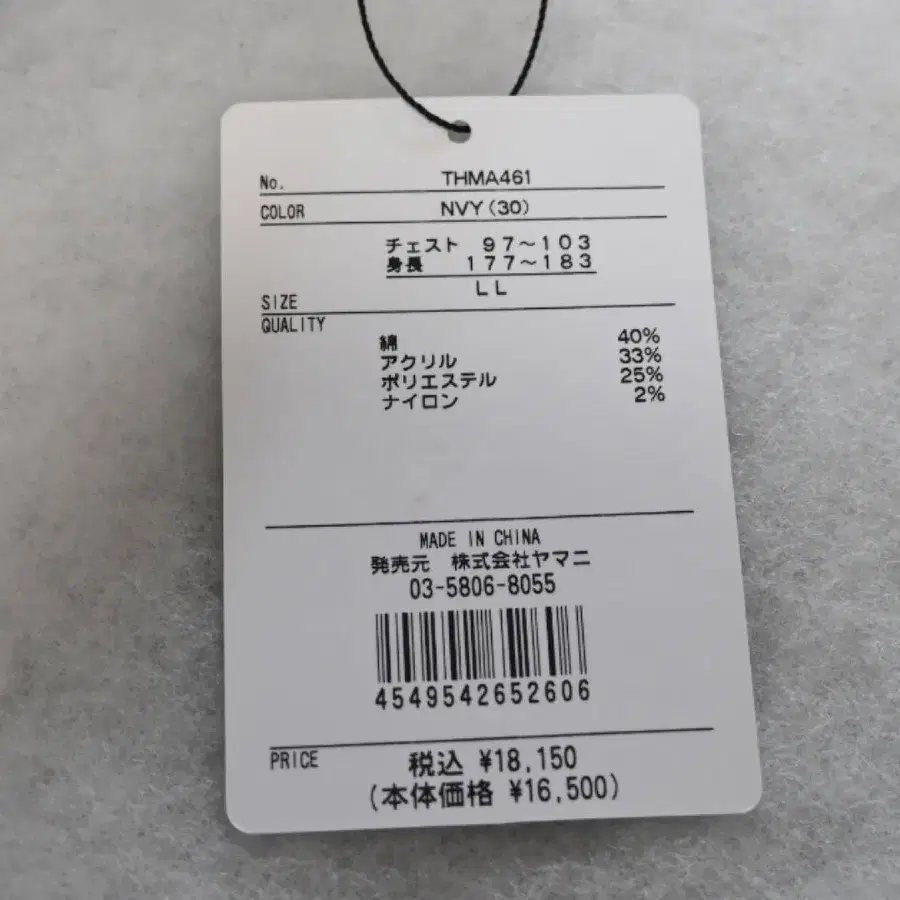 No. THMA461
COLOR NVY(30)
チェスト 97~103
身長 177~183
SIZE LL
QUALITY
綿 40%
アクリル 33%
ポリエステル 25%
ナイロン 2%
MADE IN CHINA
発売元 株式会社ヤマニ
03-5806-8055
4549542652606
PRICE 税込 ¥18,150
(本体価格 ¥16,500)